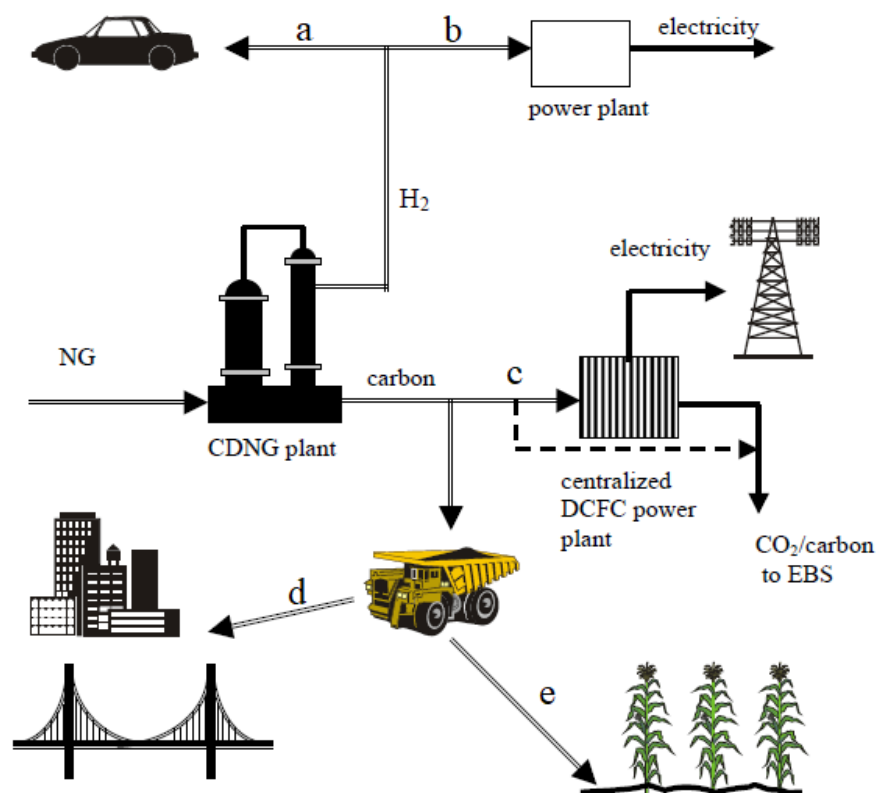 a
b
electricity
power plant
H₂
electricity
NG
carbon
c
CDNG plant
centralized
DCFC power
plant
CO₂/carbon
to EBS
d
e